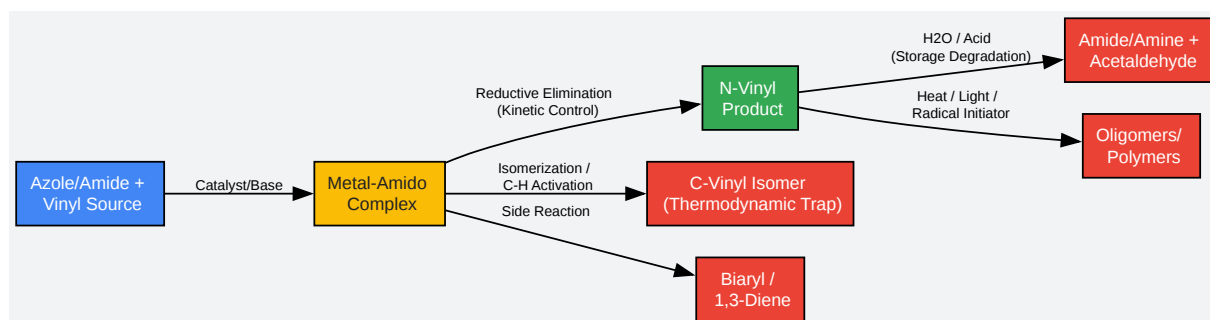 Azole/Amide +
Vinyl Source
Catalyst/Base
Metal-Amido
Complex
Reductive Elimination
(Kinetic Control)
Isomerization /
C-H Activation
Side Reaction
N-Vinyl
Product
C-Vinyl Isomer
(Thermodynamic Trap)
Biaryl /
1,3-Diene
H2O / Acid
(Storage Degradation)
Heat / Light /
Radical Initiator
Amide/Amine +
Acetaldehyde
Oligomers/
Polymers